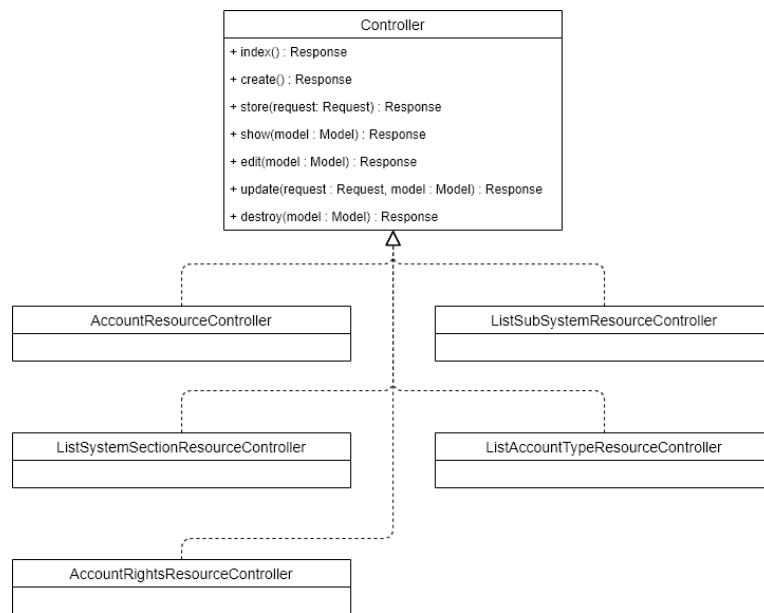 Controller
+ index() : Response
+ create() : Response
+ store(request: Request) : Response
+ show(model : Model) : Response
+ edit(model : Model) : Response
+ update(request : Request, model : Model) : Response
+ destroy(model : Model) : Response
AccountResourceController
ListSubSystemResourceController
ListSystemSectionResourceController
ListAccountTypeResourceController
AccountRightsResourceController